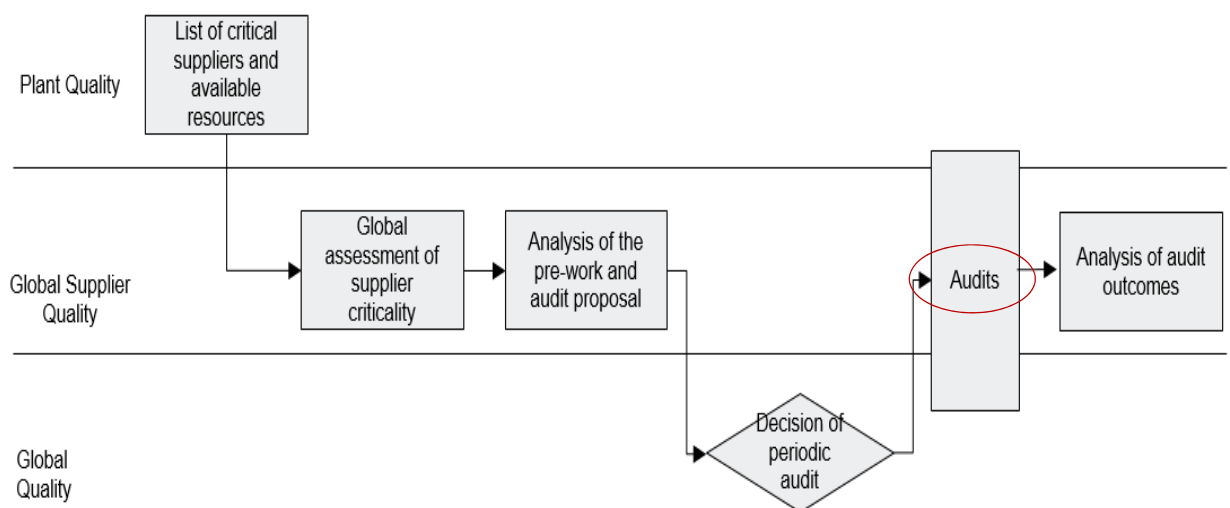 List of critical
suppliers and
available
resources
Plant Quality
Global
assessment of
supplier
criticality
Analysis of the
pre-work and
audit proposal
Audits
Analysis of audit
outcomes
Global Supplier
Quality
Decision of
periodic
audit
Global
Quality